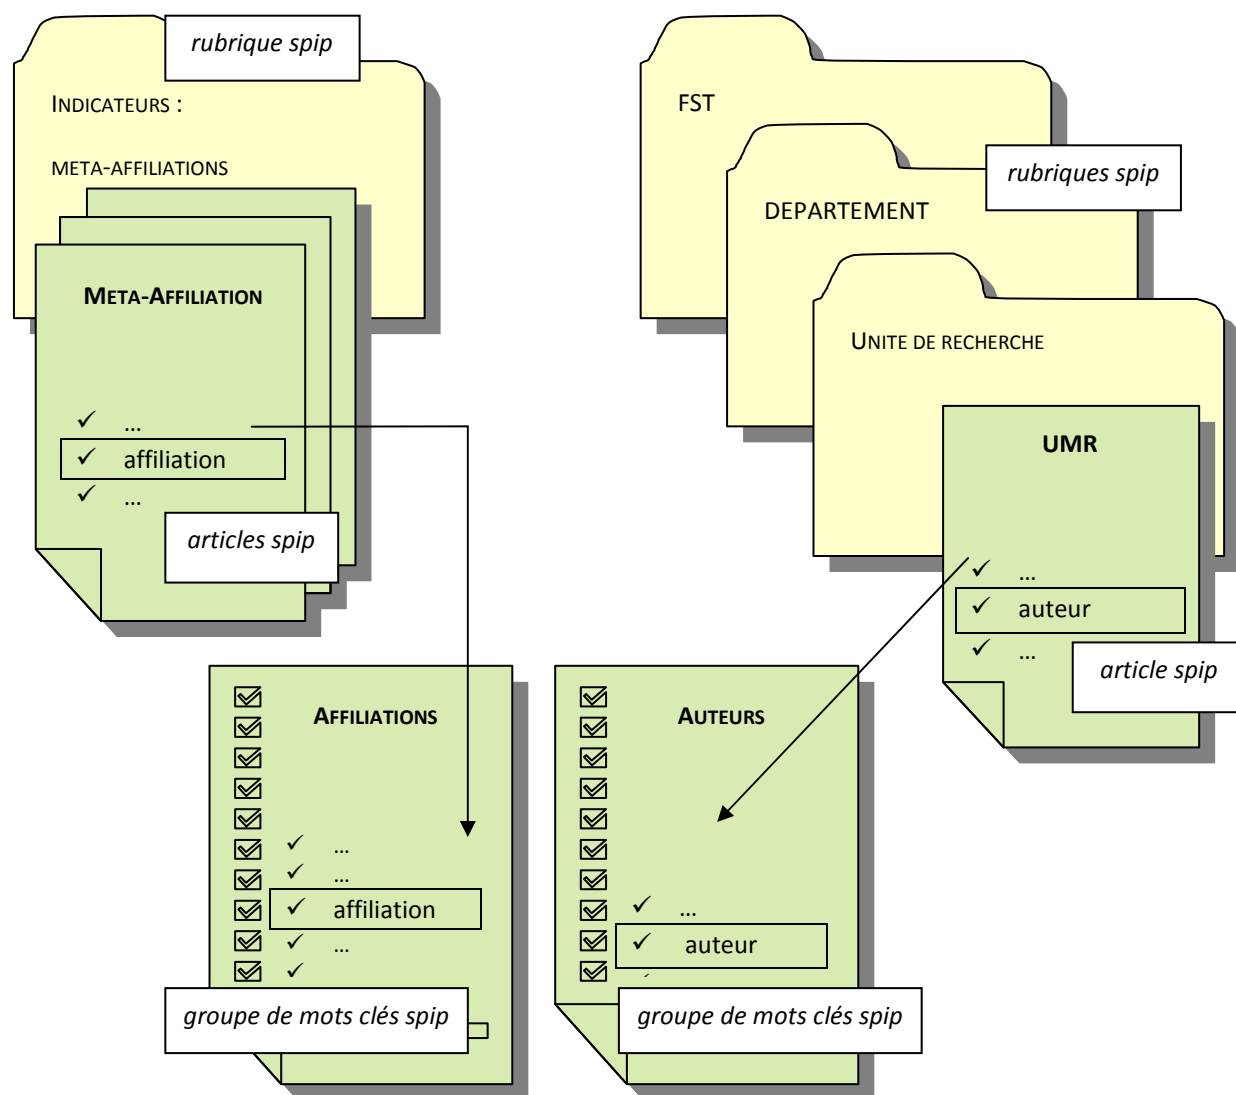 rubrique spip
INDICATEURS :
META-AFFILIATIONS
META-AFFILIATION
...
affiliation
...
articles spip
FST
rubriques spip
DEPARTEMENT
UNITE DE RECHERCHE
UMR
...
auteur
...
article spip
AFFILIATIONS
...
...
affiliation
...
groupe de mots clés spip
AUTEURS
...
auteur
groupe de mots clés spip